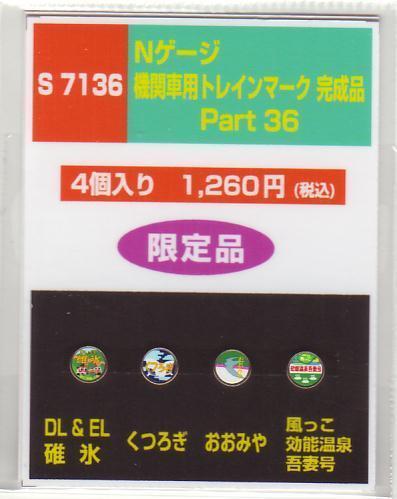 S 7136
Nゲージ
機関車用トレインマーク 完成品
Part 36
4個入り 1,260円 (税込)
限定品
DL & EL
碓氷
くつろぎ
おおみや
風っこ
効能温泉
吾妻号